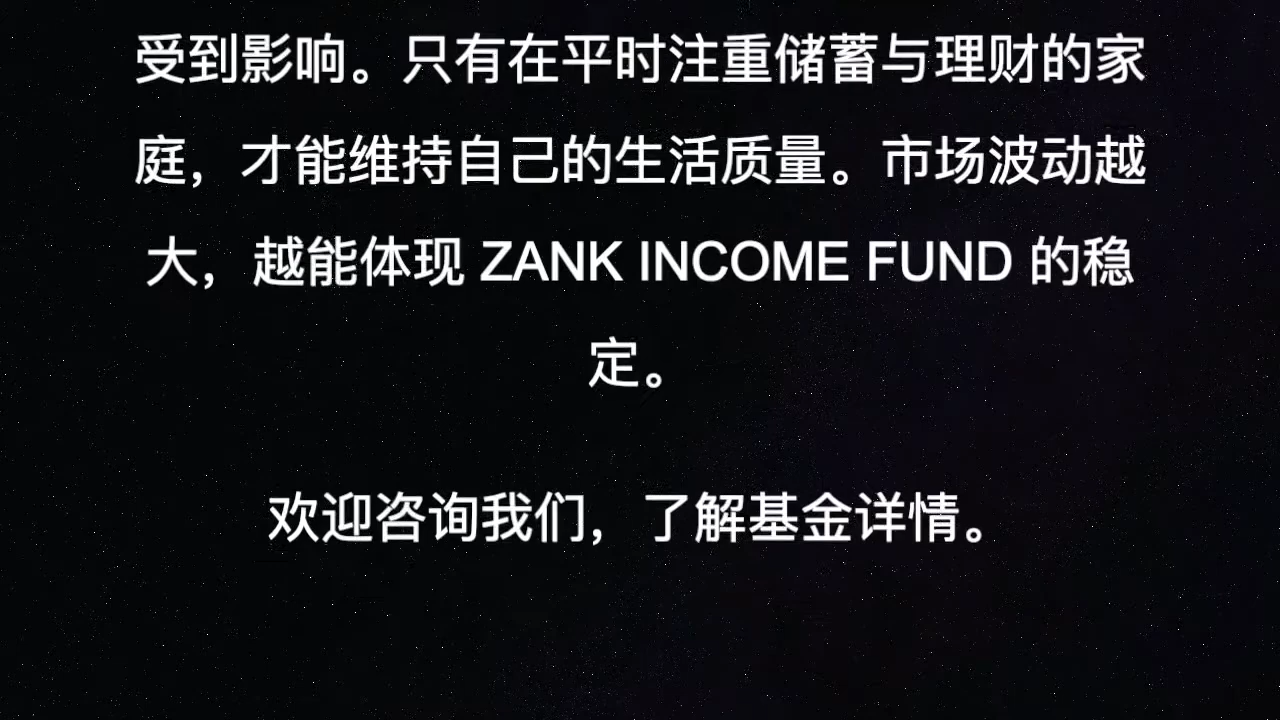 受到影响。只有在平时注重储蓄与理财的家
庭，才能维持自己的生活质量。市场波动越
大，越能体现 ZANK INCOME FUND 的稳
定。
欢迎咨询我们，了解基金详情。